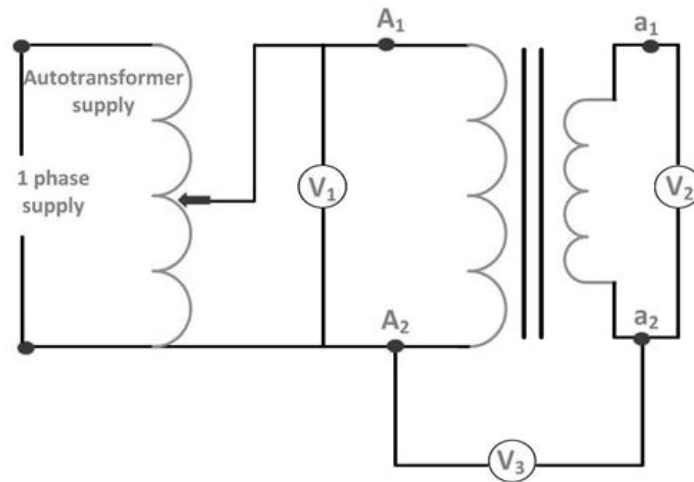 A₁
a₁
Autotransformer
supply
1 phase
supply
V₁
V₂
A₂
a₂
V₃